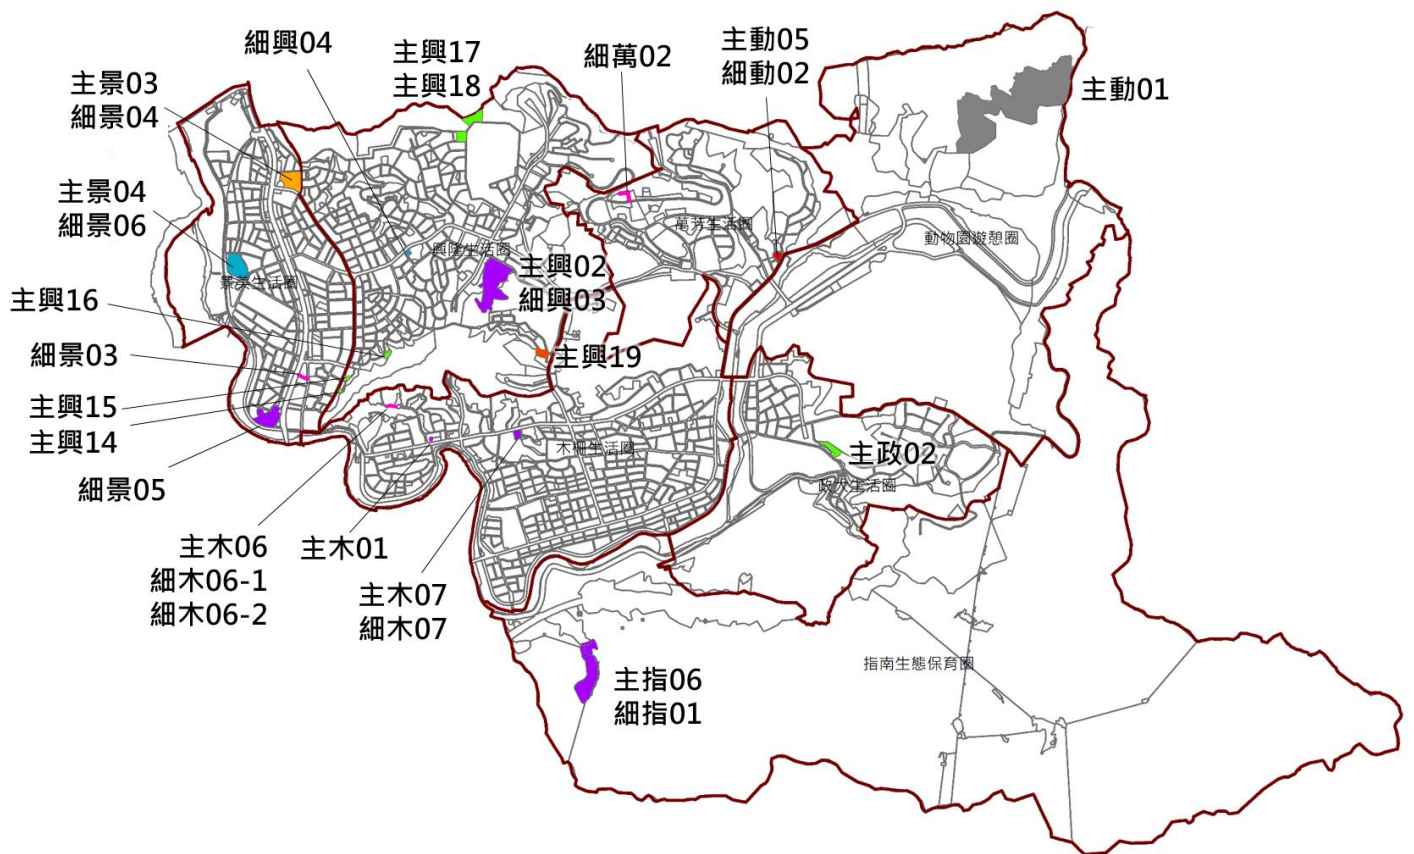 細興04
主興17
主興18
細萬02
主動05
細動02
主動01
主景03
細景04
主景04
細景06
萬芳生活圈
動物園遊憩圈
興隆生活圈
景美生活圈
主興02
細興03
主興16
細景03
主興19
主興15
主興14
木柵生活圈
主政02
政大生活圈
細景05
主木06
細木06-1
細木06-2
主木01
主木07
細木07
指南生態保育圈
主指06
細指01